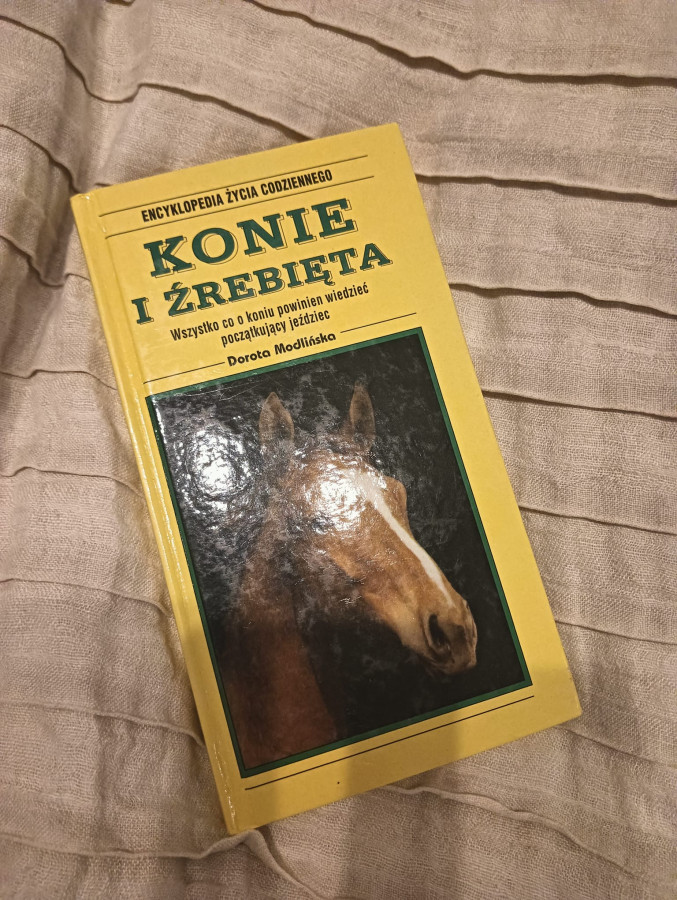 ENCYKLOPEDIA ŻYCIA CODZIENNEGO
KONIE
I ŹREBIĘTA
Wszystko co o koniu powinien wiedzieć
początkujący jeździec
Dorota Modlińska